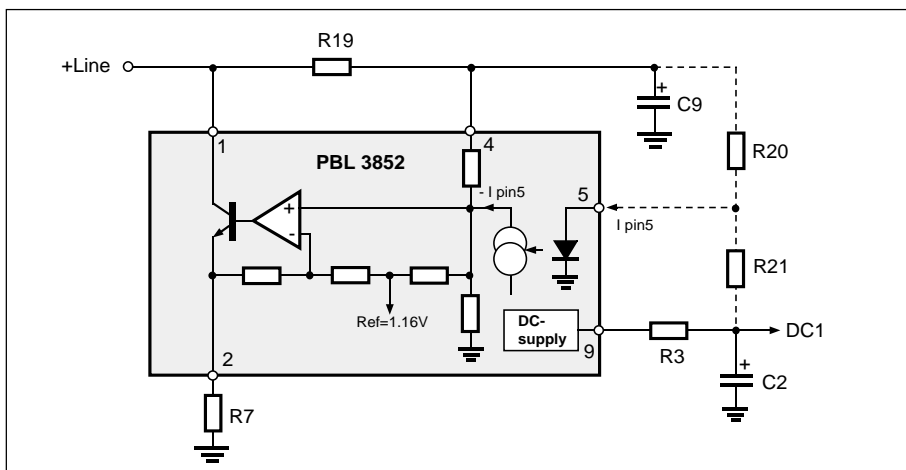 R19
+Line
+
C9
1
4
R20
PBL 3852
- I pin5
5
+
-
I pin5
R21
Ref=1.16V
DC-
supply
DC1
9
R3
2
+
C2
R7